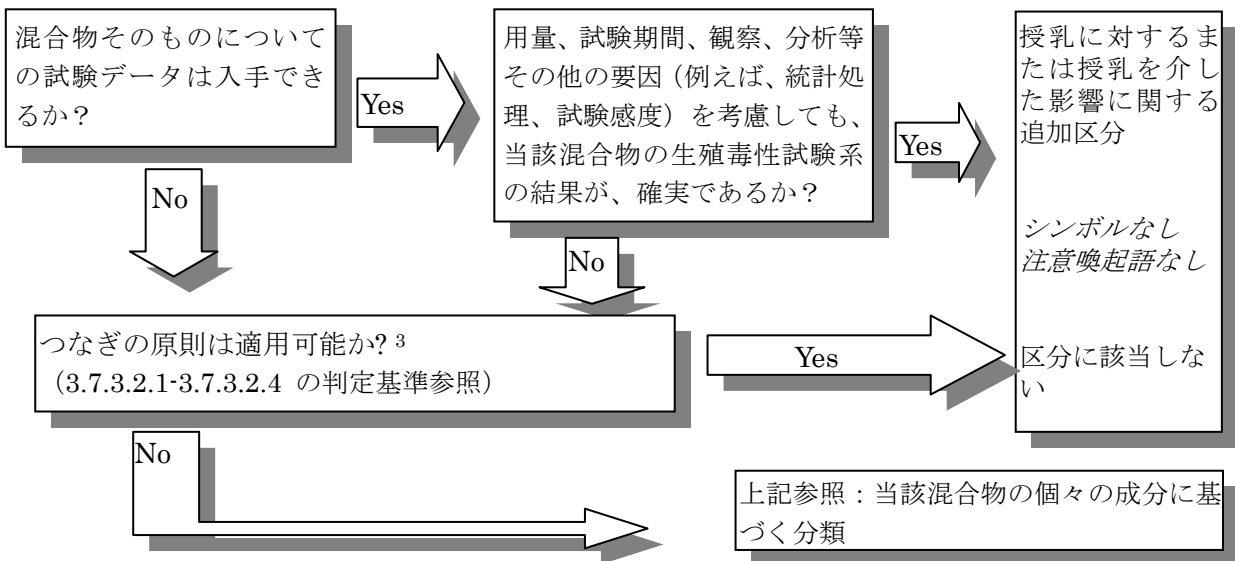 混合物そのものについて
の試験データは入手でき
るか？
Yes
用量、試験期間、観察、分析等
その他の要因（例えば、統計処
理、試験感度）を考慮しても、
当該混合物の生殖毒性試験系
の結果が、確実であるか？
Yes
授乳に対するま
たは授乳を介し
た影響に関する
追加区分
シンボルなし
注意喚起語なし
区分に該当しな
い
No
No
つなぎの原則は適用可能か? 3
（3.7.3.2.1-3.7.3.2.4 の判定基準参照）
Yes
No
上記参照：当該混合物の個々の成分に基
づく分類